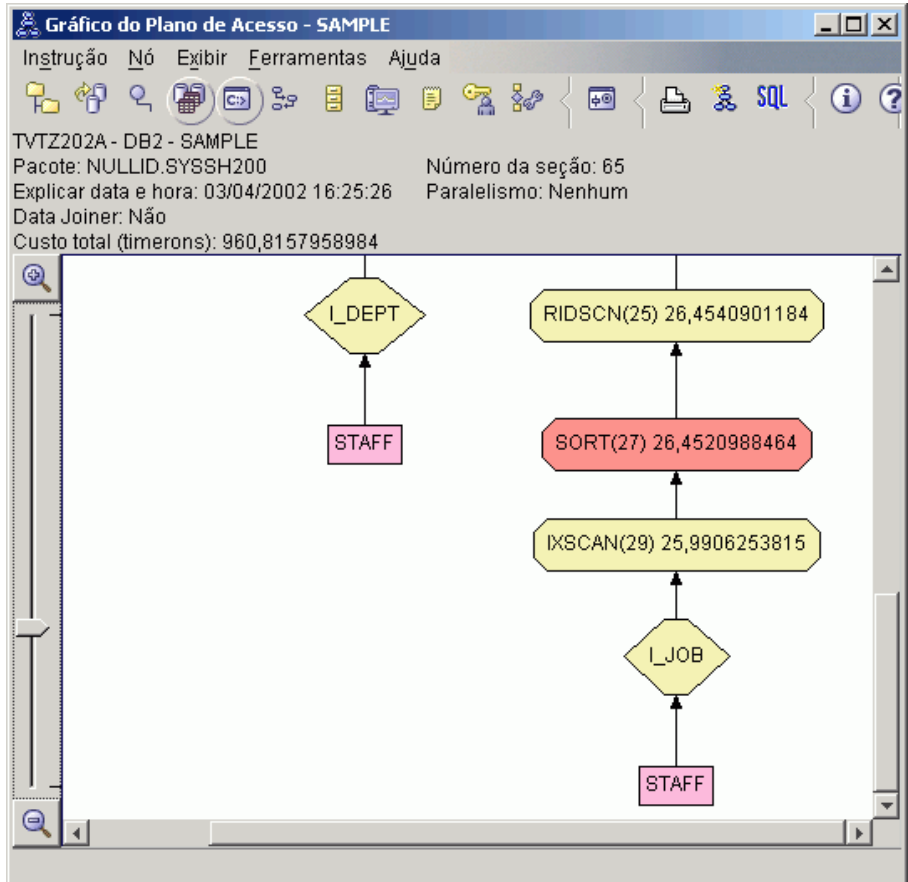 Gráfico do Plano de Acesso - SAMPLE
Instrução Nó Exibir Ferramentas Ajuda
SQL
TVTZ202A - DB2 - SAMPLE
Pacote: NULLID.SYSSH200 Número da seção: 65
Explicar data e hora: 03/04/2002 16:25:26 Paralelismo: Nenhum
Data Joiner: Não
Custo total (timerons): 960,8157958984
I_DEPT
RIDSCN(25) 26,4540901184
STAFF
SORT(27) 26,4520988464
IXSCAN(29) 25,9906253815
I_JOB
STAFF